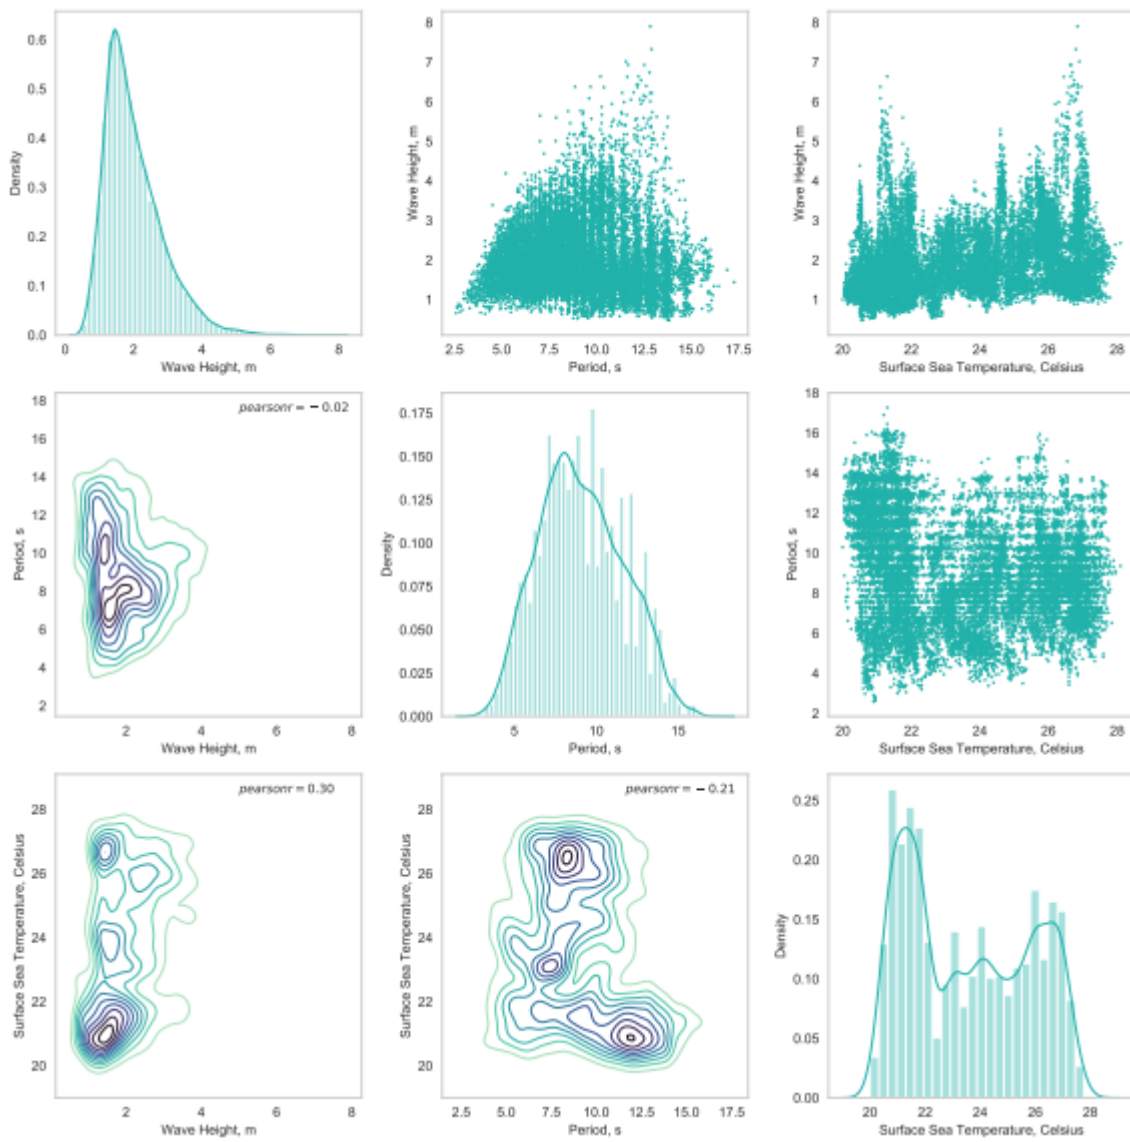 0.6
0.5
0.4
0.3
0.2
0.1
0.0
Density
0 2 4 6 8
Wave Height, m
8
7
6
5
4
3
2
1
Wave Height, m
2.5 5.0 7.5 10.0 12.5 15.0 17.5
Period, s
8
7
6
5
4
3
2
1
Wave Height, m
20 22 24 26 28
Surface Sea Temperature, Celsius
pearsonr = − 0.02
18
16
14
12
10
8
6
4
2
Period, s
2 4 6 8
Wave Height, m
0.175
0.150
0.125
0.100
0.075
0.050
0.025
0.000
Density
5 10 15
Period, s
18
16
14
12
10
8
6
4
2
Period, s
20 22 24 26 28
Surface Sea Temperature, Celsius
pearsonr = 0.30
28
26
24
22
20
Surface Sea Temperature, Celsius
2 4 6 8
Wave Height, m
pearsonr = − 0.21
28
26
24
22
20
Surface Sea Temperature, Celsius
2.5 5.0 7.5 10.0 12.5 15.0 17.5
Period, s
0.25
0.20
0.15
0.10
0.05
0.00
Density
20 22 24 26 28
Surface Sea Temperature, Celsius